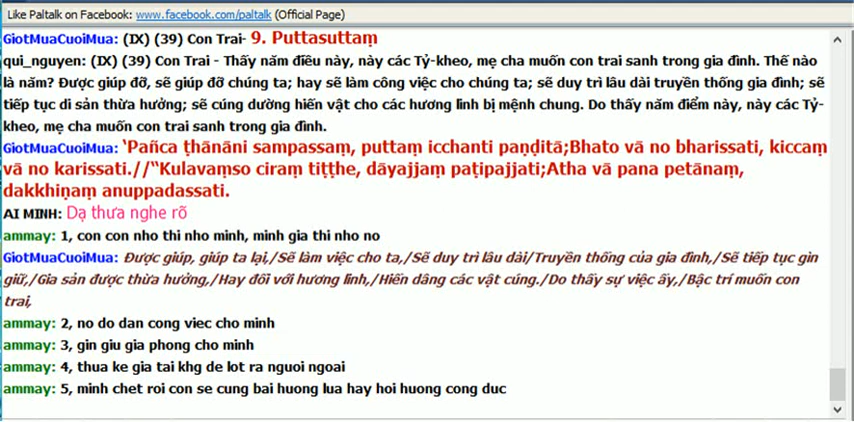 Like Paltalk on Facebook: www.facebook.com/paltalk (Official Page)
GiotMuaCuoiMua: (IX) (39) Con Trai- 9. Puttasuttaṃ
qui_nguyen: (IX) (39) Con Trai - Thấy năm điều này, này các Tỷ-kheo, mẹ cha muốn con trai sanh trong gia đình. Thế nào
là năm? Được giúp đỡ, sẽ giúp đỡ chúng ta; hay sẽ làm công việc cho chúng ta; sẽ duy trì lâu dài truyền thống gia đình; sẽ
tiếp tục di sản thừa hưởng; sẽ cúng dường hiến vật cho các hương linh bị mệnh chung. Do thấy năm điểm này, này các Tỷ-
kheo, mẹ cha muốn con trai sanh trong gia đình.
GiotMuaCuoiMua: ‘Pañca ṭhānāni sampassaṃ, puttaṃ icchanti paṇḍitā;Bhato vā no bharissati, kiccaṃ
vā no karissati.//‘‘Kulavaṃso ciraṃ tiṭṭhe, dāyajjaṃ paṭipajjati;Atha vā pana petānaṃ,
dakkhiṇaṃ anuppadassati.
AI MINH: Dạ thưa nghe rõ
ammay: 1, con con nho thi nho minh, minh gia thi nho no
GiotMuaCuoiMua: Được giúp, giúp ta lại,/Sẽ làm việc cho ta,/Sẽ duy trì lâu dài/Truyền thống của gia đình,/Sẽ tiếp tục gìn
giữ,/Gia sản được thừa hưởng,/Hay đối với hương linh,/Hiến dâng các vật cúng./Do thấy sự việc ấy,/Bậc trí muốn con
trai,
ammay: 2, no do dan cong viec cho minh
ammay: 3, gin giu gia phong cho minh
ammay: 4, thua ke gia tai khg de lot ra nguoi ngoai
ammay: 5, minh chet roi con se cung bai huong lua hay hoi huong cong duc